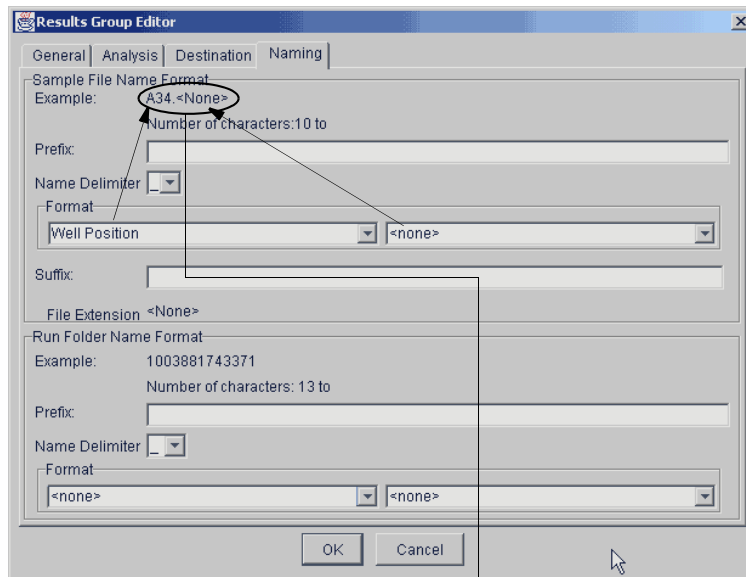 Results Group Editor
General Analysis Destination Naming
Sample File Name Format
Example: A34.<None>
Number of characters:10 to
Prefix:
Name Delimiter _
Format
Well Position <none>
Suffix:
File Extension <None>
Run Folder Name Format
Example: 1003881743371
Number of characters: 13 to
Prefix:
Name Delimiter _
Format
<none> <none>
OK Cancel